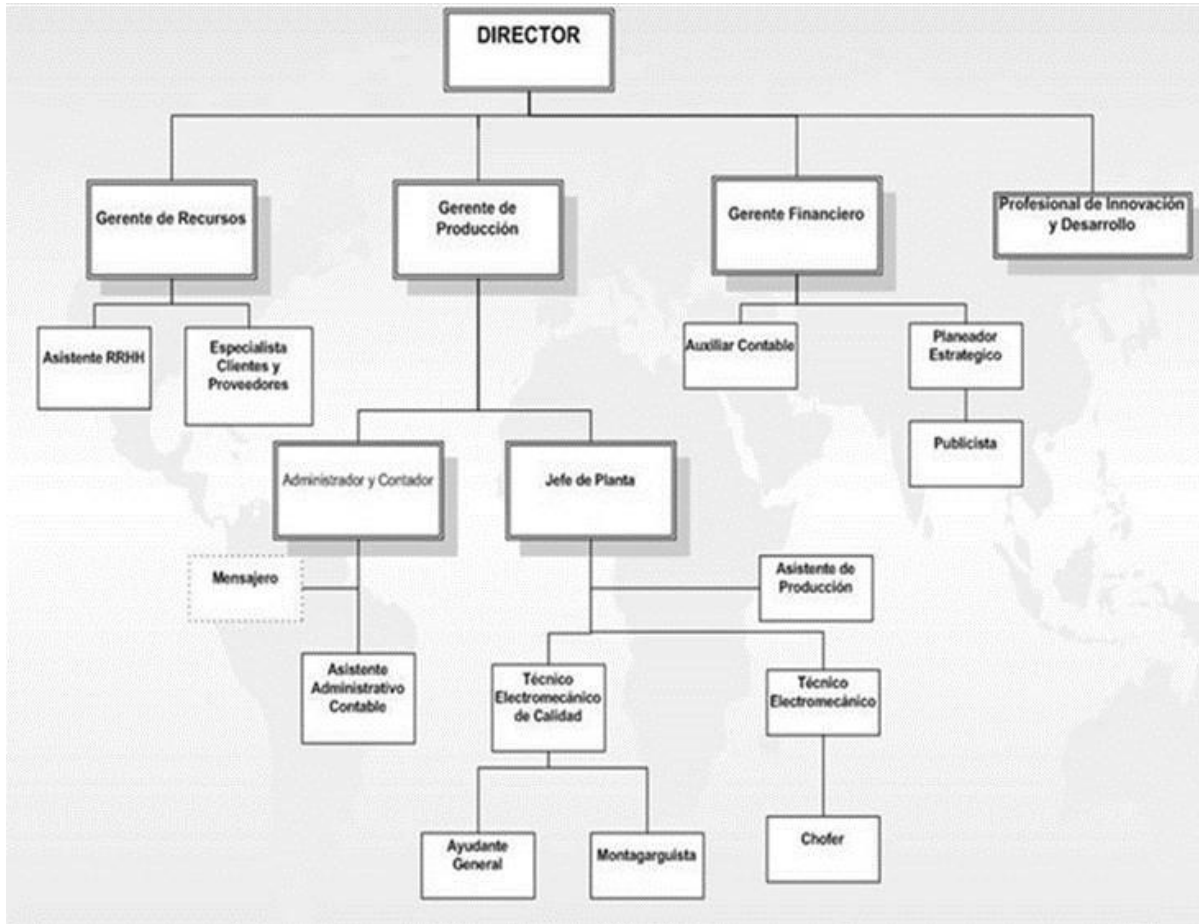 DIRECTOR
Gerente de Recursos
Gerente de
Producción
Gerente Financiero
Profesional de Innovación
y Desarrollo
Asistente RRHH
Especialista
Clientes y
Proveedores
Auxiliar Contable
Planeador
Estrategico
Publicista
Administrador y Contador
Jefe de Planta
Mensajero
Asistente de
Producción
Asistente
Administrativo
Contable
Técnico
Electromecánico
de Calidad
Técnico
Electromecánico
Ayudante
General
Montagarguista
Chofer